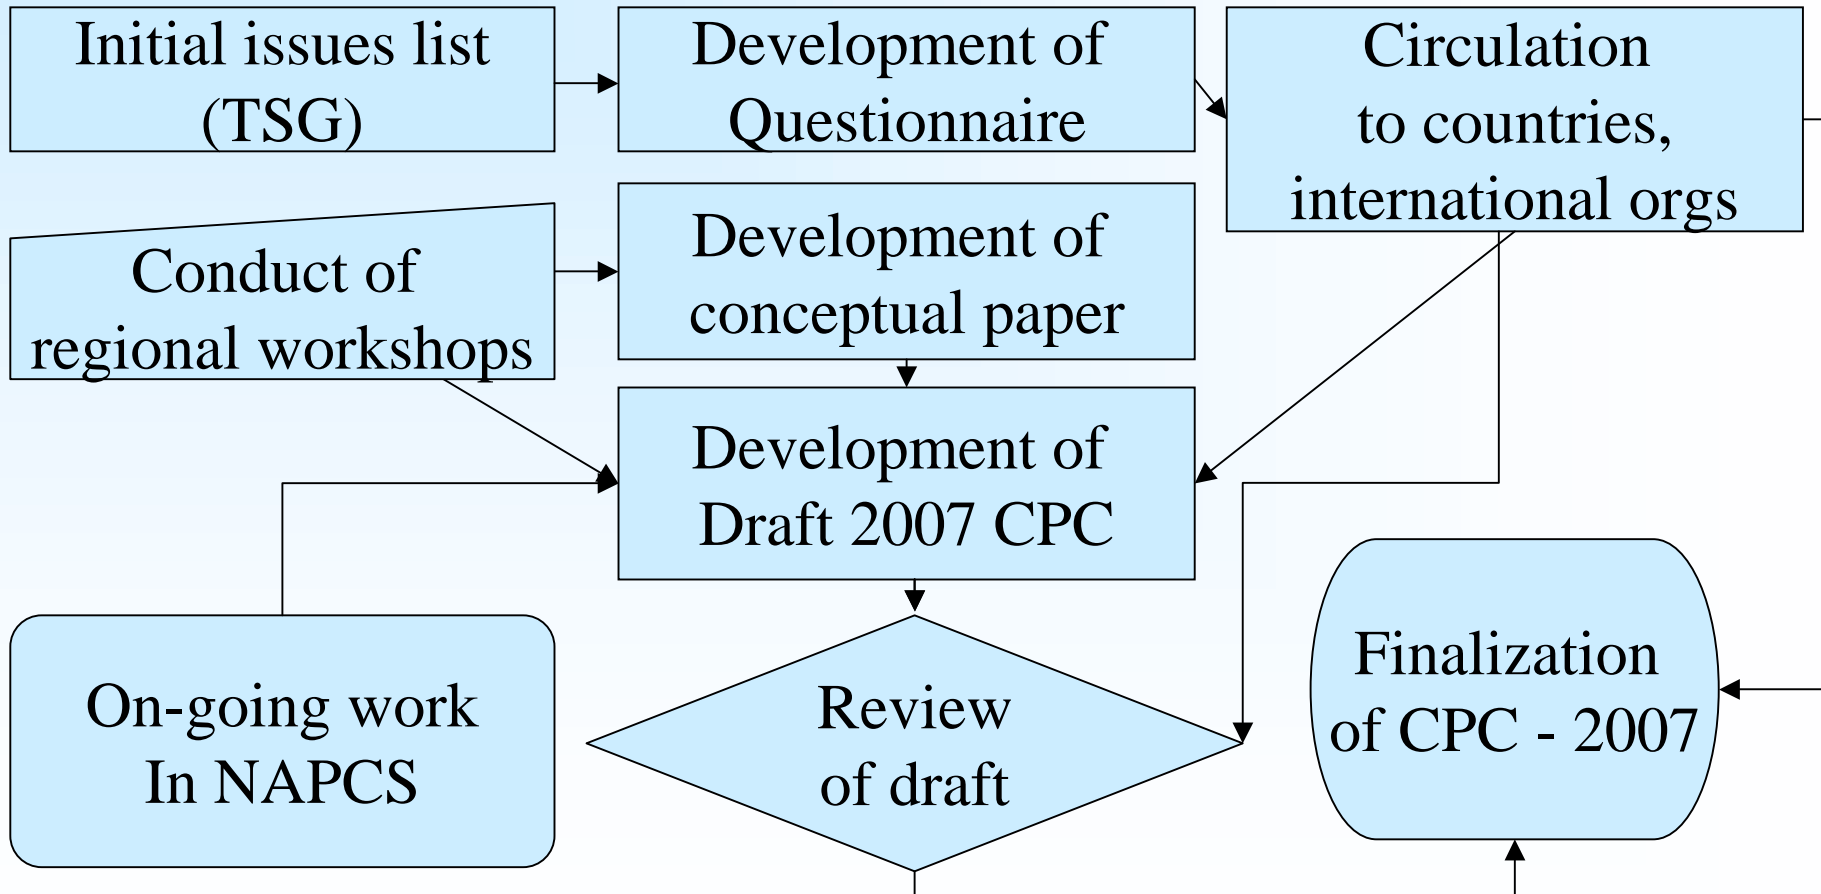 Initial issues list
(TSG)
Development of
Questionnaire
Circulation
to countries,
international orgs
Conduct of
regional workshops
Development of
conceptual paper
Development of
Draft 2007 CPC
On-going work
In NAPCS
Review
of draft
Finalization
of CPC - 2007